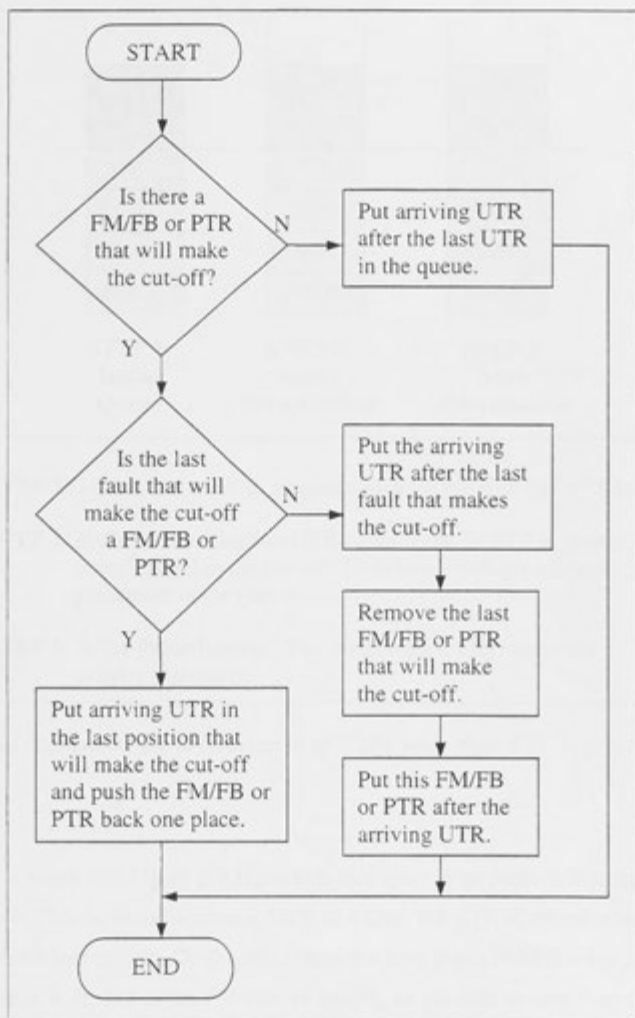 START
Is there a
FM/FB or PTR
that will make
the cut-off?
N
Put arriving UTR
after the last UTR
in the queue.
Y
Is the last
fault that will
make the cut-off
a FM/FB or
PTR?
N
Put the arriving
UTR after the last
fault that makes
the cut-off.
Remove the last
FM/FB or PTR
that will make
the cut-off.
Y
Put arriving UTR in
the last position that
will make the cut-off
and push the FM/FB or
PTR back one place.
Put this FM/FB
or PTR after the
arriving UTR.
END